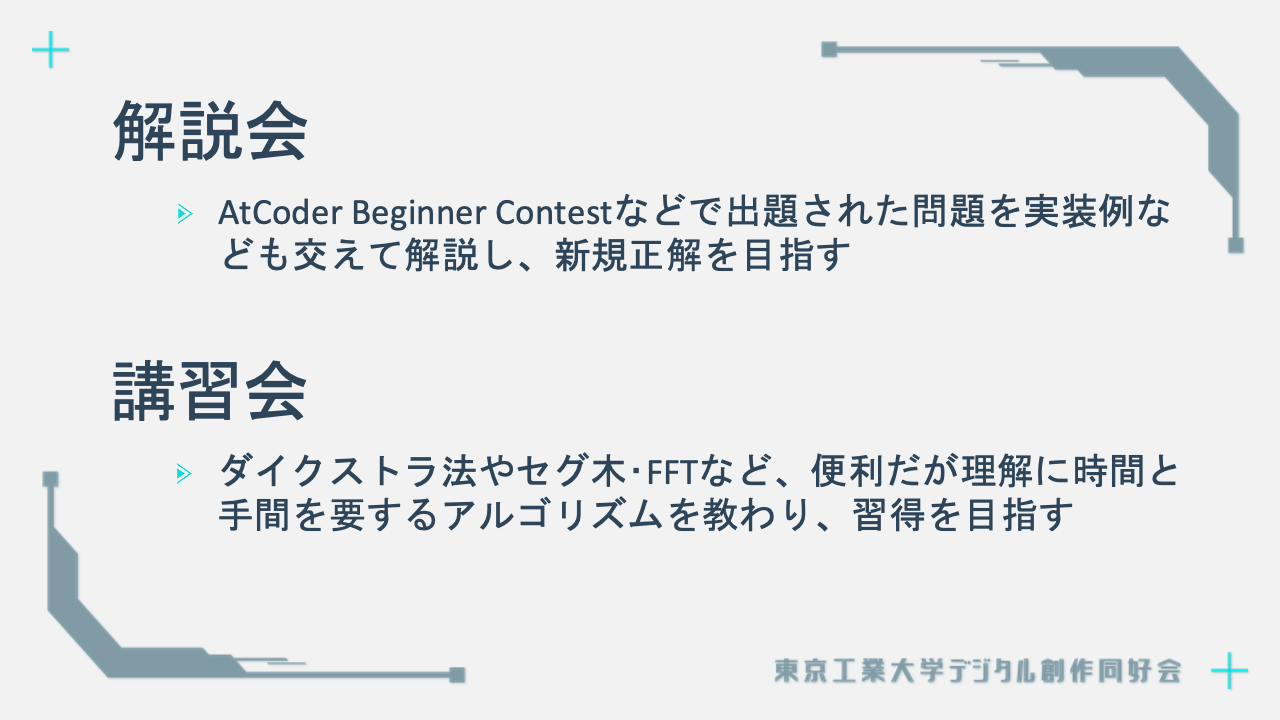 解説会
AtCoder Beginner Contestなどで出題された問題を実装例な
ども交えて解説し、新規正解を目指す
講習会
ダイクストラ法やセグ木･FFTなど、便利だが理解に時間と
手間を要するアルゴリズムを教わり、習得を目指す
東京工業大学デジタル創作同好会